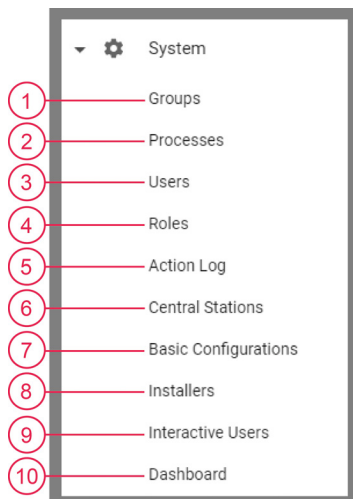 System
1 Groups
2 Processes
3 Users
4 Roles
5 Action Log
6 Central Stations
7 Basic Configurations
8 Installers
9 Interactive Users
10 Dashboard